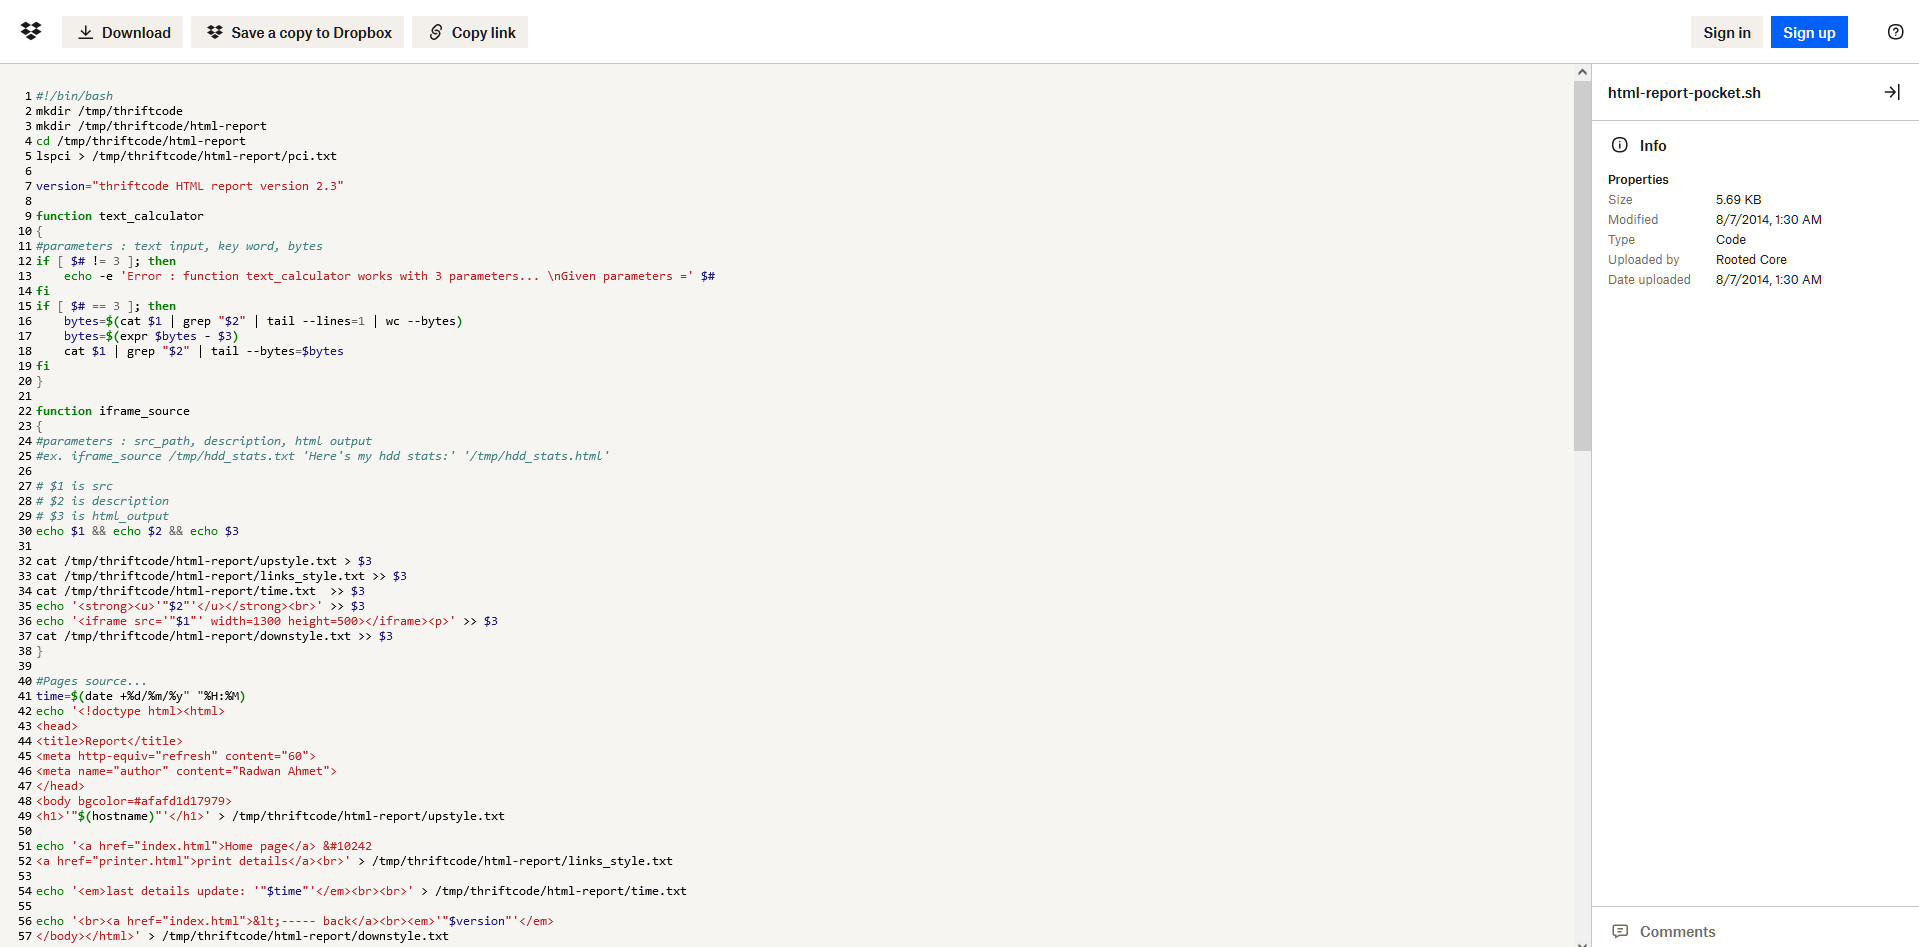 Download Save a copy to Dropbox Copy link Sign in Sign up
1 #!/bin/bash
2 mkdir /tmp/thriftcode
3 mkdir /tmp/thriftcode/html-report
4 cd /tmp/thriftcode/html-report
5 lspci > /tmp/thriftcode/html-report/pci.txt
6
7 version="thriftcode HTML report version 2.3"
8
9 function text_calculator
10 {
11 #parameters : text input, key word, bytes
12 if [ $# != 3 ]; then
13     echo -e 'Error : function text_calculator works with 3 parameters... \nGiven parameters =' $#
14 fi
15 if [ $# == 3 ]; then
16     bytes=$(cat $1 | grep "$2" | tail --lines=1 | wc --bytes)
17     bytes=$(expr $bytes - $3)
18     cat $1 | grep "$2" | tail --bytes=$bytes
19 fi
20 }
21
22 function iframe_source
23 {
24 #parameters : src_path, description, html output
25 #ex. iframe_source /tmp/hdd_stats.txt 'Here's my hdd stats:' '/tmp/hdd_stats.html'
26
27 # $1 is src
28 # $2 is description
29 # $3 is html_output
30 echo $1 && echo $2 && echo $3
31
32 cat /tmp/thriftcode/html-report/upstyle.txt > $3
33 cat /tmp/thriftcode/html-report/links_style.txt >> $3
34 cat /tmp/thriftcode/html-report/time.txt  >> $3
35 echo '<strong><u>'"$2"'</u></strong><br>' >> $3
36 echo '<iframe src='"$1"' width=1300 height=500></iframe><p>' >> $3
37 cat /tmp/thriftcode/html-report/downstyle.txt >> $3
38 }
39
40 #Pages source...
41 time=$(date +%d/%m/%y" "%H:%M)
42 echo '<!doctype html><html>
43 <head>
44 <title>Report</title>
45 <meta http-equiv="refresh" content="60">
46 <meta name="author" content="Radwan Ahmet">
47 </head>
48 <body bgcolor=#afafd1d17979>
49 <h1>'"$(hostname)"'</h1>' > /tmp/thriftcode/html-report/upstyle.txt
50
51 echo '<a href="index.html">Home page</a> &#10242
52 <a href="printer.html">print details</a><br>' > /tmp/thriftcode/html-report/links_style.txt
53
54 echo '<em>last details update: '"$time"'</em><br><br>' > /tmp/thriftcode/html-report/time.txt
55
56 echo '<br><a href="index.html">&lt;----- back</a><br><em>'"$version"'</em>
57 </body></html>' > /tmp/thriftcode/html-report/downstyle.txt
html-report-pocket.sh
Info
Properties
Size 5.69 KB
Modified 8/7/2014, 1:30 AM
Type Code
Uploaded by Rooted Core
Date uploaded 8/7/2014, 1:30 AM
Comments